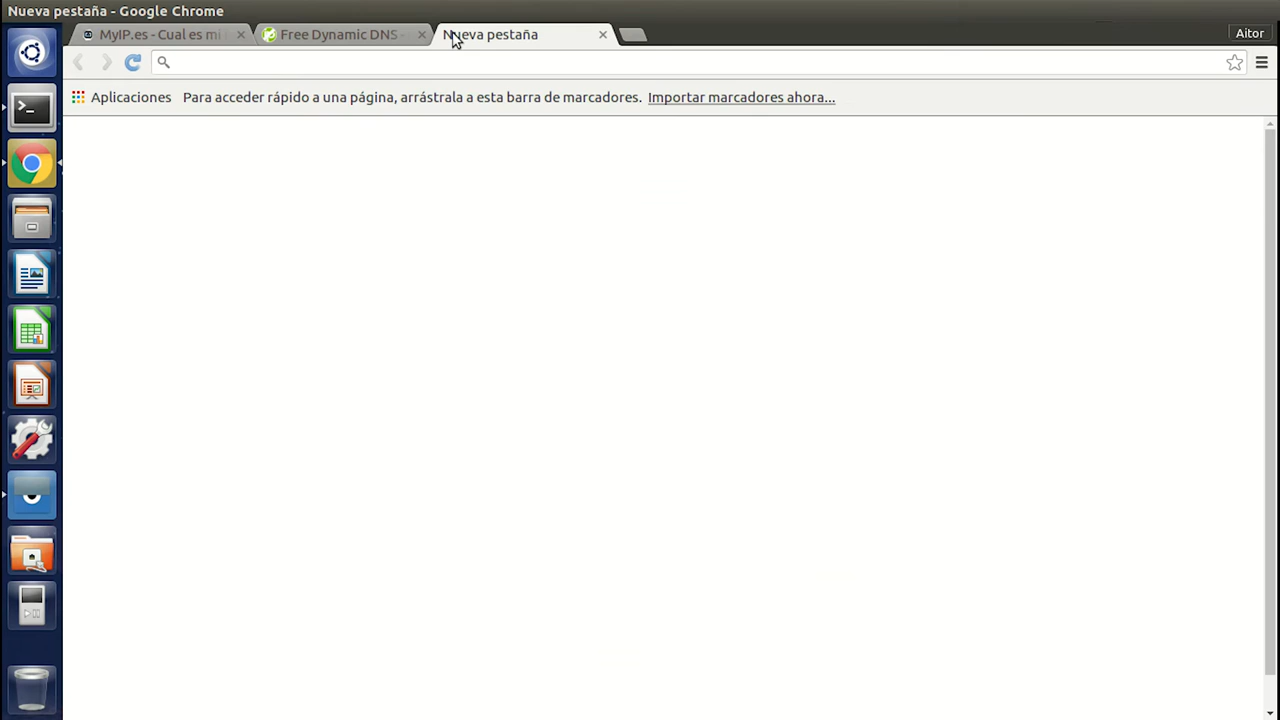 Nueva pestaña - Google Chrome
MyIP.es - Cual es mi
Free Dynamic DNS -
Nueva pestaña
Aitor
Aplicaciones
Para acceder rápido a una página, arrástrala a esta barra de marcadores.
Importar marcadores ahora...